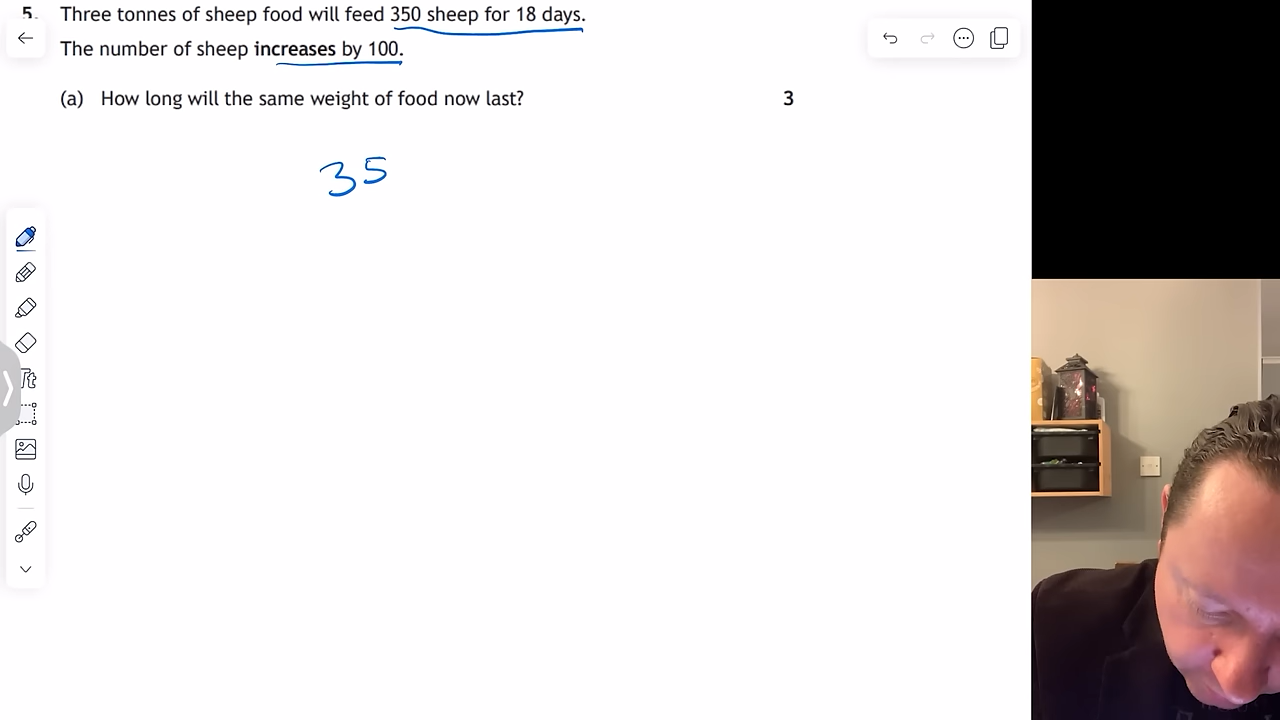 5. Three tonnes of sheep food will feed 350 sheep for 18 days.
The number of sheep increases by 100.
(a) How long will the same weight of food now last? 3
35
Tt